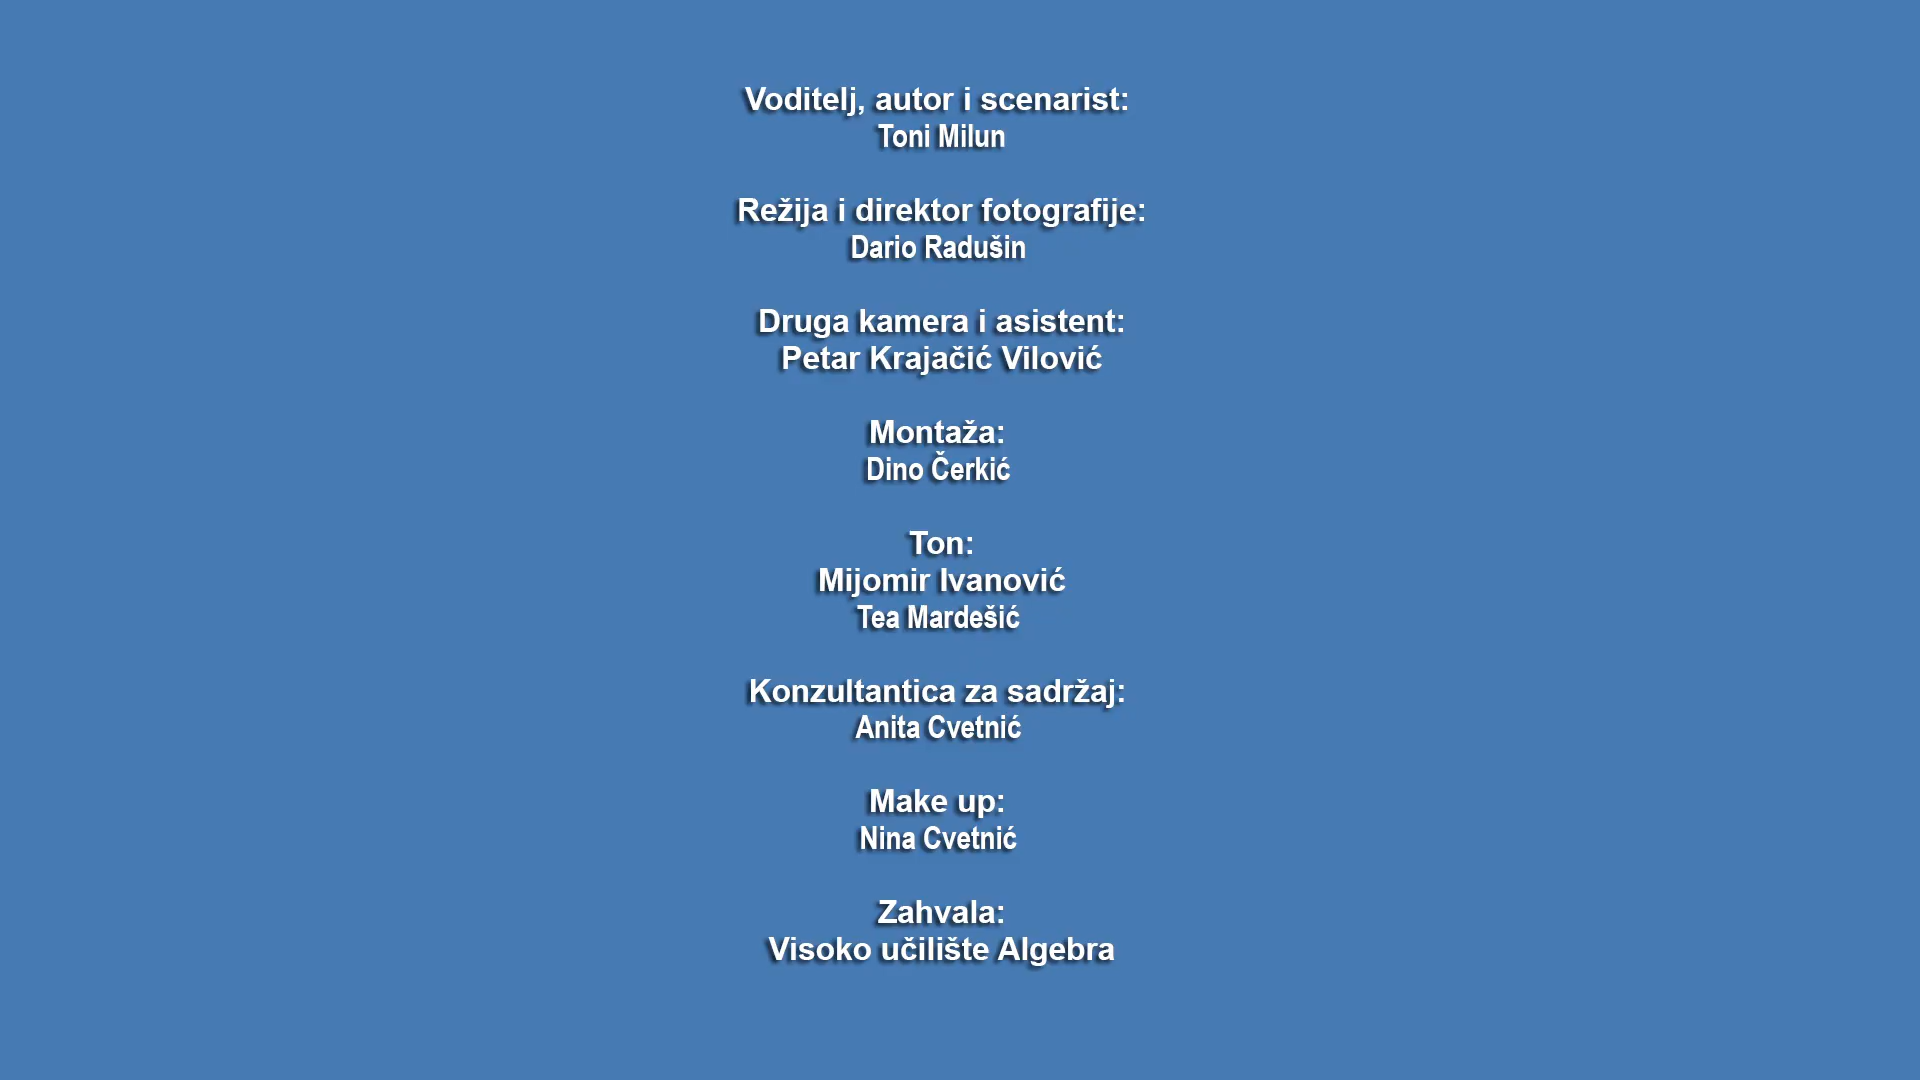 Voditelj, autor i scenarist:
Toni Milun
Režija i direktor fotografije:
Dario Radušin
Druga kamera i asistent:
Petar Krajačić Vilović
Montaža:
Dino Čerkić
Ton:
Mijomir Ivanović
Tea Mardešić
Konzultantica za sadržaj:
Anita Cvetnić
Make up:
Nina Cvetnić
Zahvala:
Visoko učilište Algebra